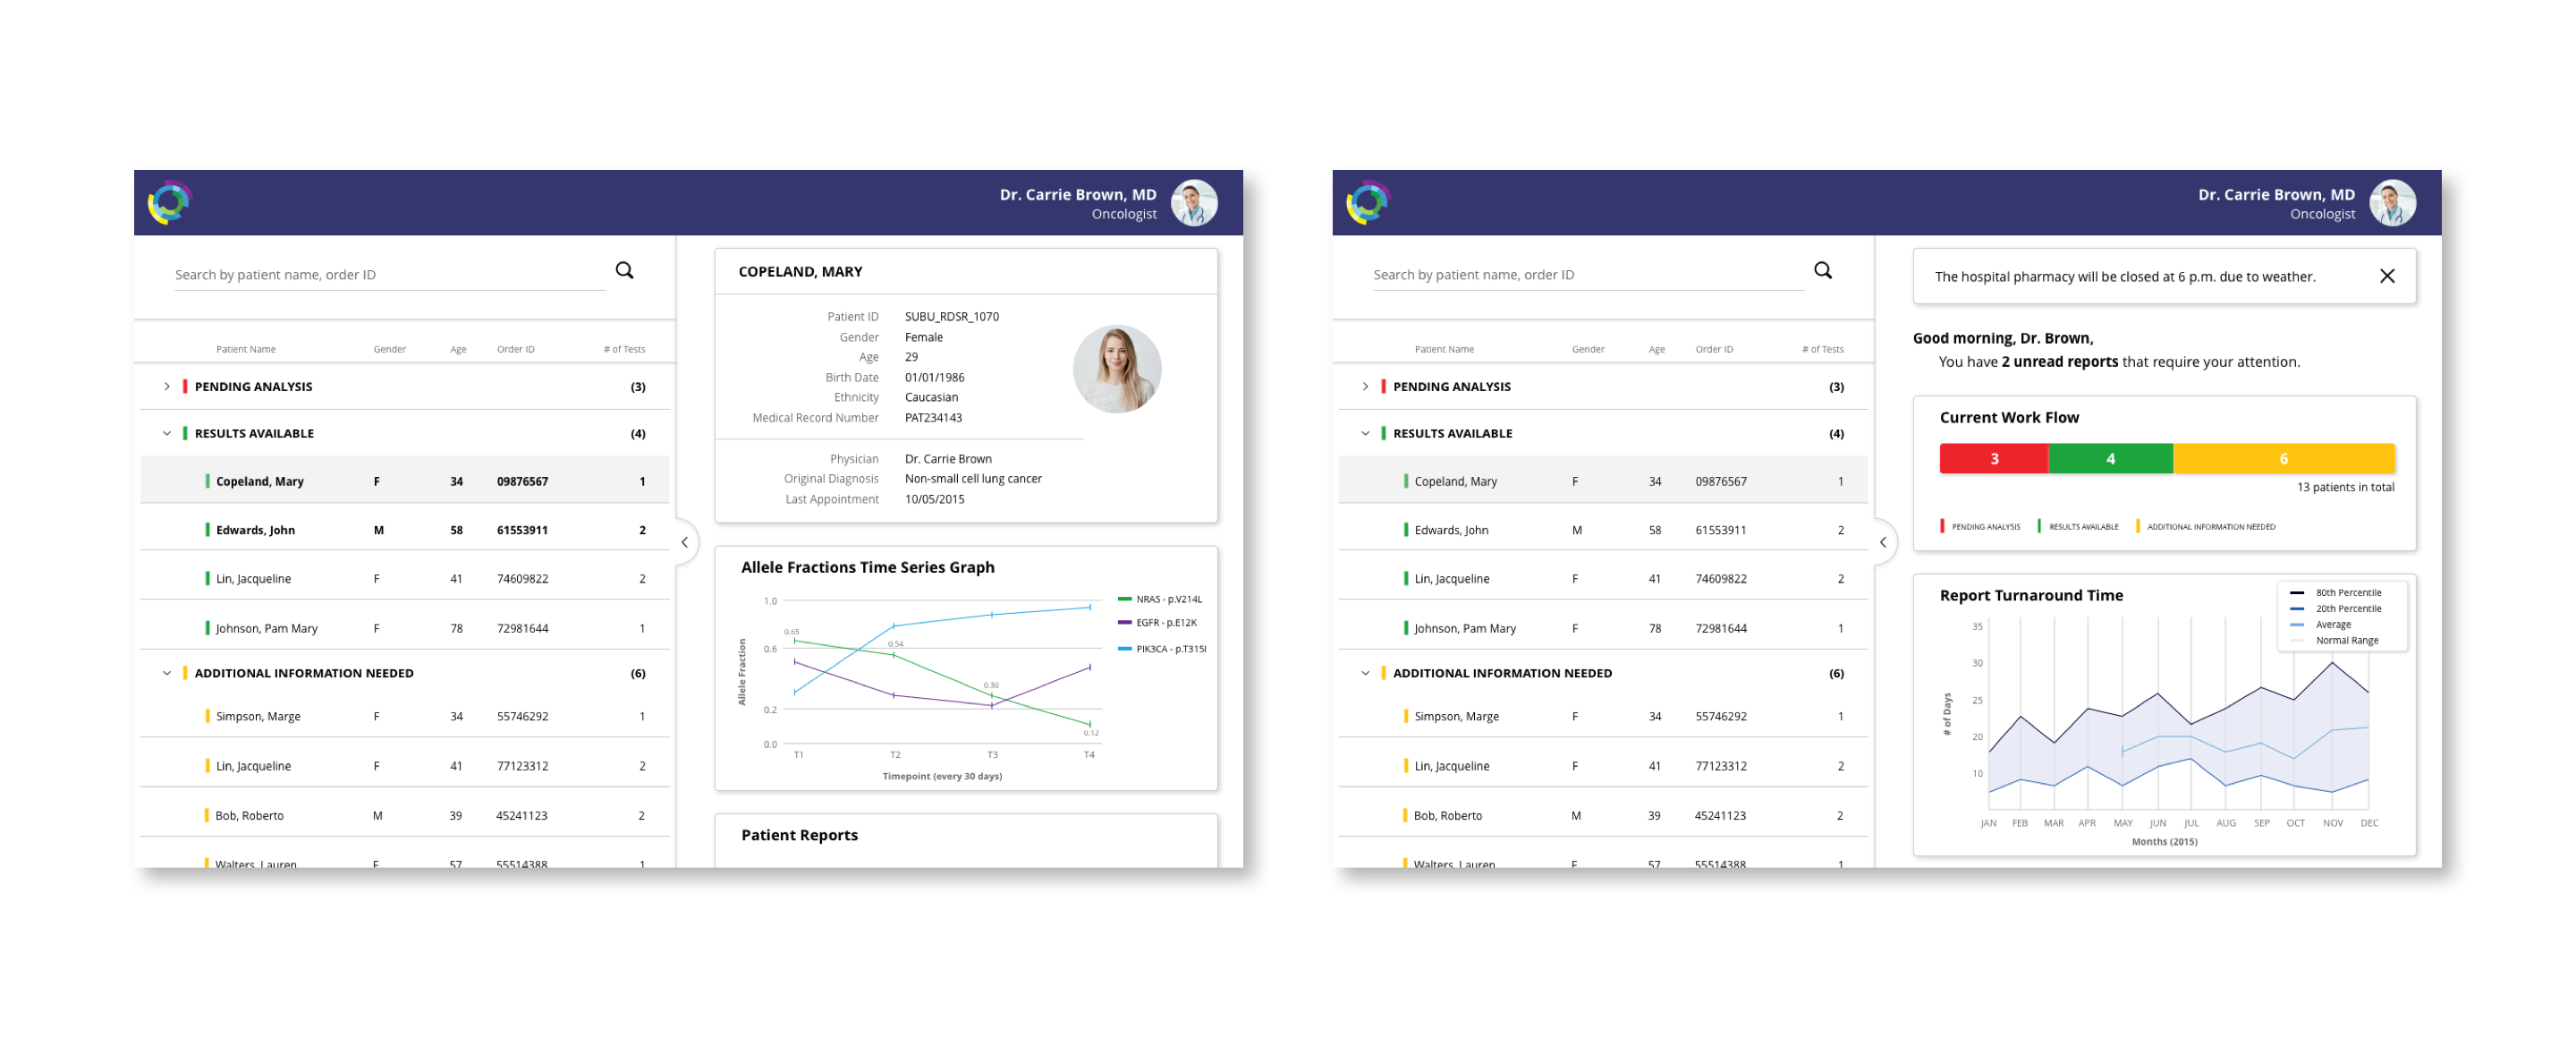 Dr. Carrie Brown, MD
Oncologist
Search by patient name, order ID
Patient Name Gender Age Order ID # of Tests
PENDING ANALYSIS (3)
RESULTS AVAILABLE (4)
Copeland, Mary F 34 09876567 1
Edwards, John M 58 61553911 2
Lin, Jacqueline F 41 74609822 2
Johnson, Pam Mary F 78 72981644 1
ADDITIONAL INFORMATION NEEDED (6)
Simpson, Marge F 34 55746292 1
Lin, Jacqueline F 41 77123312 2
Bob, Roberto M 39 45241123 2
Walters, Lauren F 57 55514388 1
COPELAND, MARY
Patient ID SUBU_RDSR_1070
Gender Female
Age 29
Birth Date 01/01/1986
Ethnicity Caucasian
Medical Record Number PAT234143
Physician Dr. Carrie Brown
Original Diagnosis Non-small cell lung cancer
Last Appointment 10/05/2015
Allele Fractions Time Series Graph
NRAS - p.V214L
EGFR - p.E12K
PIK3CA - p.T315I
Allele Fraction
1.0
0.6
0.2
0.0
0.65
0.54
0.30
0.12
T1 T2 T3 T4
Timepoint (every 30 days)
Patient Reports
Dr. Carrie Brown, MD
Oncologist
Search by patient name, order ID
Patient Name Gender Age Order ID # of Tests
PENDING ANALYSIS (3)
RESULTS AVAILABLE (4)
Copeland, Mary F 34 09876567 1
Edwards, John M 58 61553911 2
Lin, Jacqueline F 41 74609822 2
Johnson, Pam Mary F 78 72981644 1
ADDITIONAL INFORMATION NEEDED (6)
Simpson, Marge F 34 55746292 1
Lin, Jacqueline F 41 77123312 2
Bob, Roberto M 39 45241123 2
Walters, Lauren F 57 55514388 1
The hospital pharmacy will be closed at 6 p.m. due to weather.
Good morning, Dr. Brown,
You have 2 unread reports that require your attention.
Current Work Flow
3 4 6
13 patients in total
PENDING ANALYSIS RESULTS AVAILABLE ADDITIONAL INFORMATION NEEDED
Report Turnaround Time
80th Percentile
20th Percentile
Average
Normal Range
# of Days
35
30
25
20
10
JAN FEB MAR APR MAY JUN JUL AUG SEP OCT NOV DEC
Months (2015)